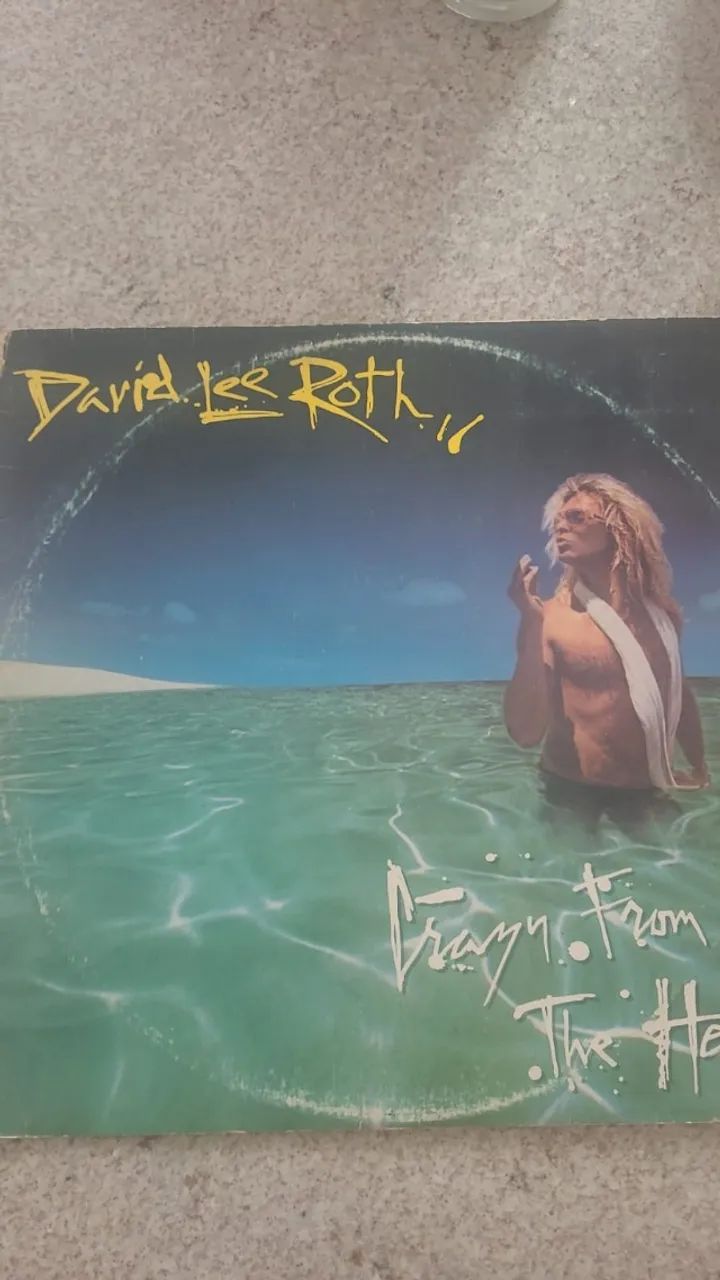 David Lee Roth
Crazy From
The He